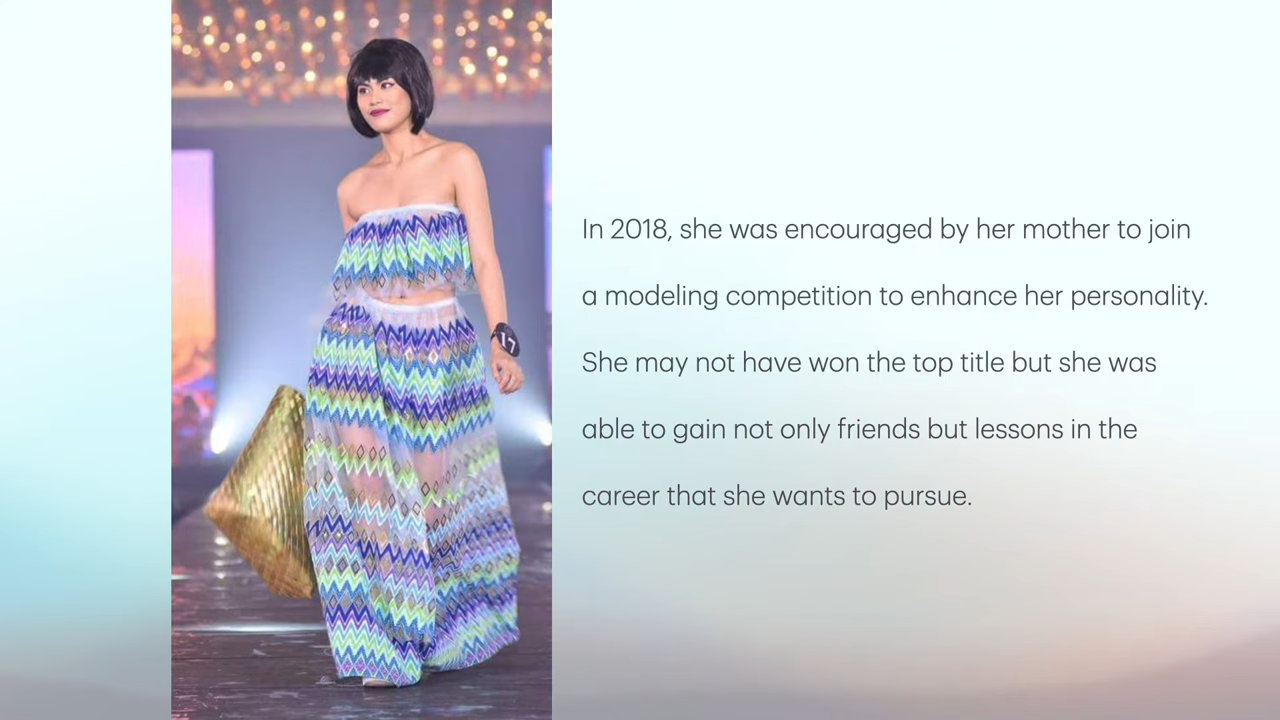 17
In 2018, she was encouraged by her mother to join
a modeling competition to enhance her personality.
She may not have won the top title but she was
able to gain not only friends but lessons in the
career that she wants to pursue.